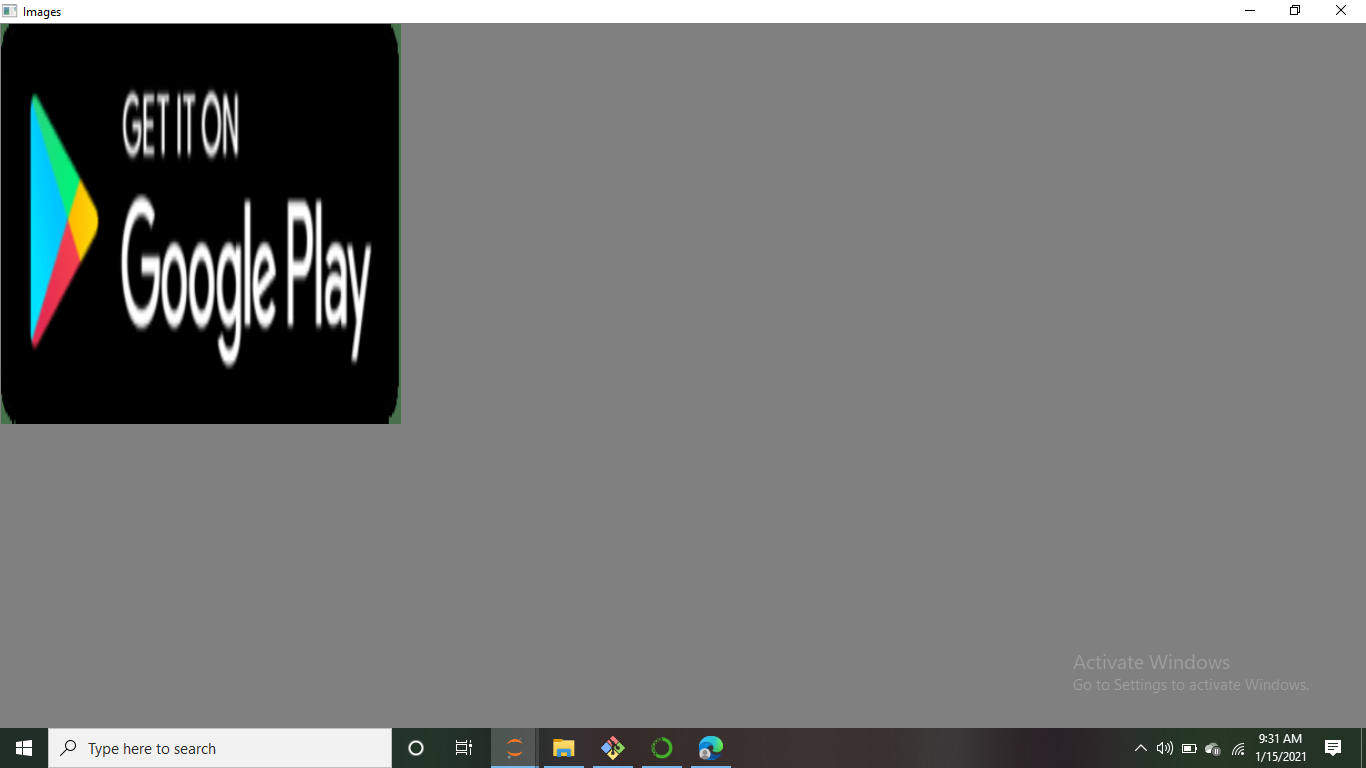 Images
GET IT ON
Google Play
Activate Windows
Go to Settings to activate Windows.
Type here to search
9:31 AM
1/15/2021